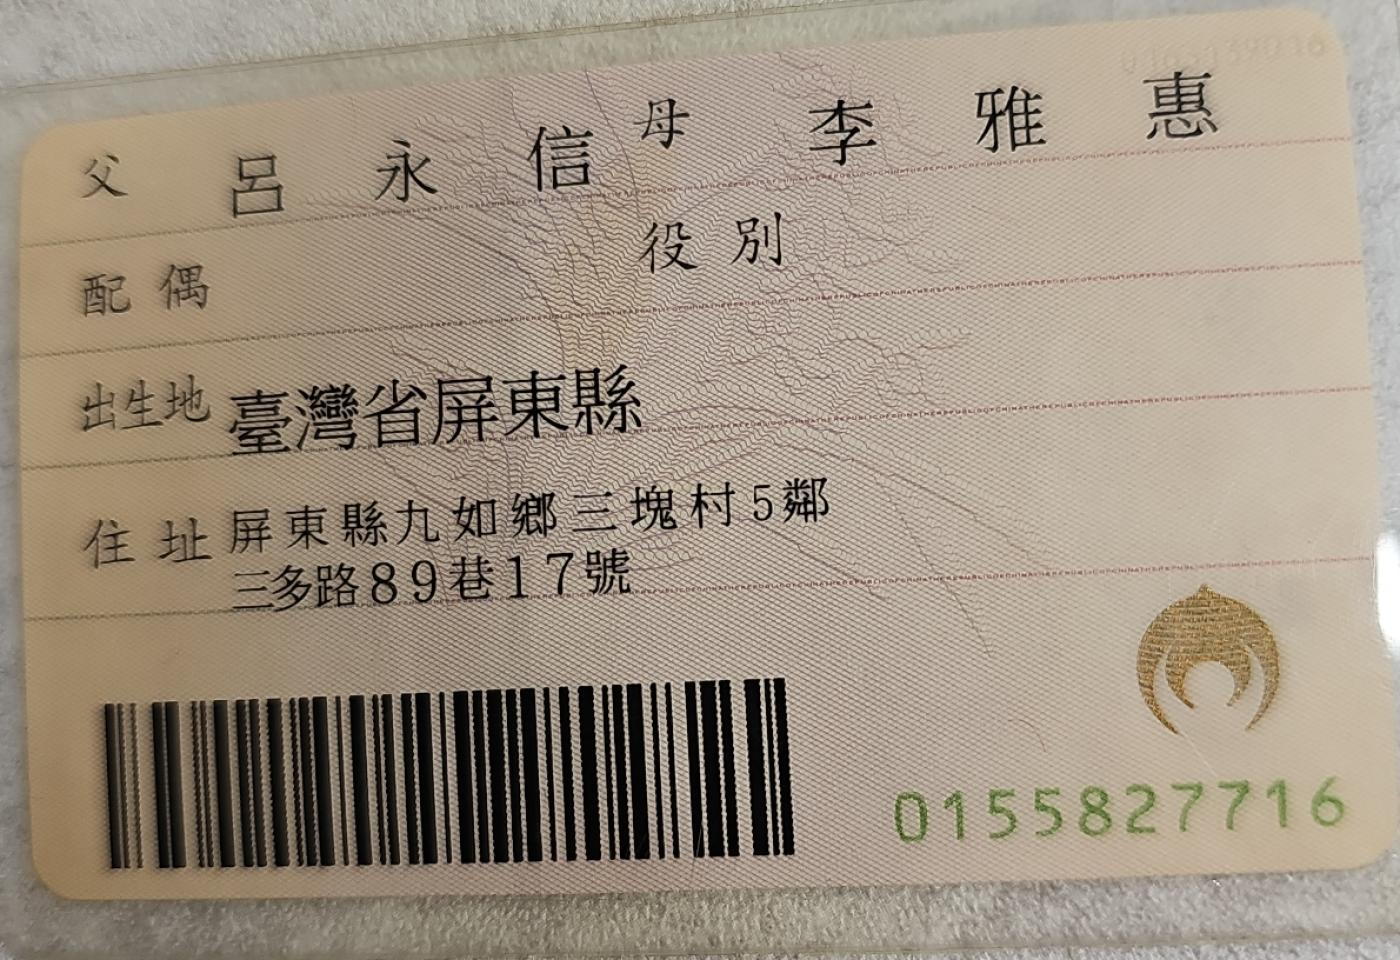 父 呂永信 母 李雅惠
配偶 役別
出生地 臺灣省屏東縣
住址 屏東縣九如鄉三塊村5鄰
三多路89巷17號
0155827716